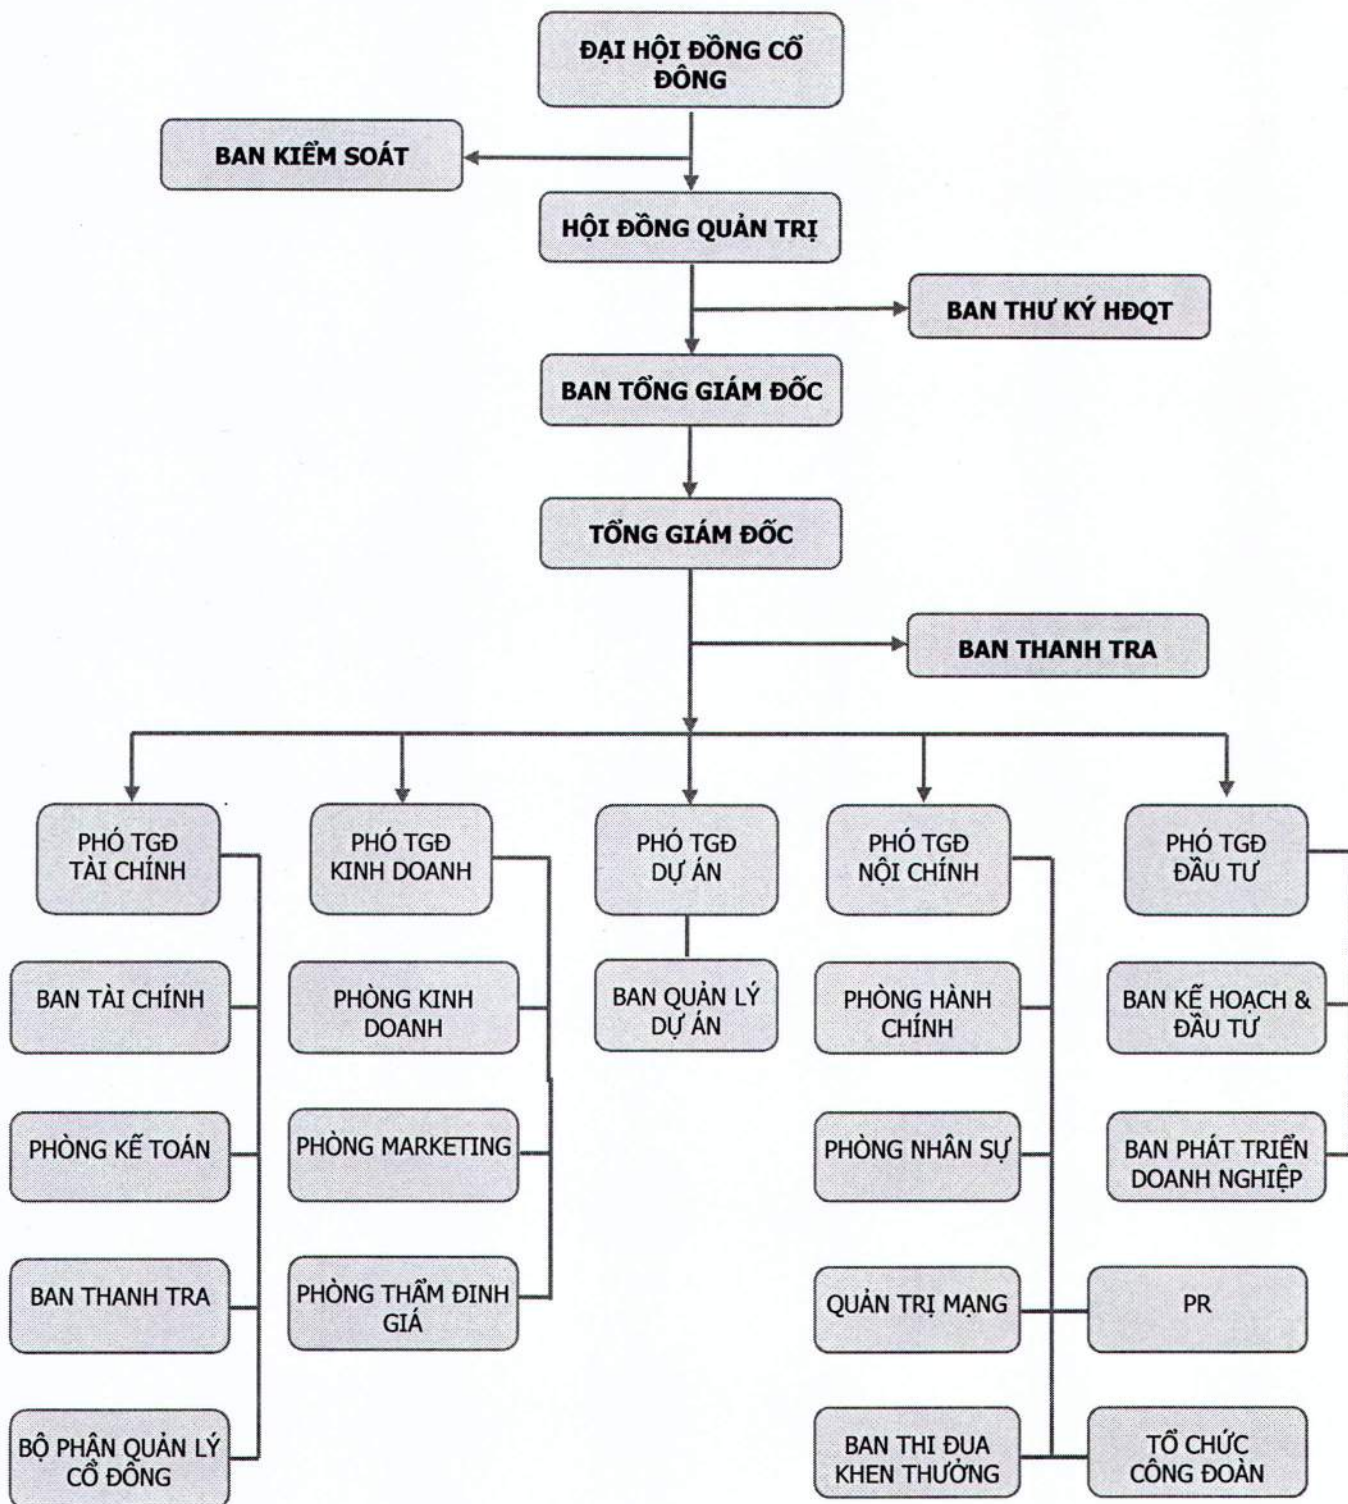 ĐẠI HỘI ĐỒNG CỔ
ĐÔNG
BAN KIỂM SOÁT
HỘI ĐỒNG QUẢN TRỊ
BAN THƯ KÝ HĐQT
BAN TỔNG GIÁM ĐỐC
TỔNG GIÁM ĐỐC
BAN THANH TRA
PHÓ TGĐ
TÀI CHÍNH
PHÓ TGĐ
KINH DOANH
PHÓ TGĐ
DỰ ÁN
PHÓ TGĐ
NỘI CHÍNH
PHÓ TGĐ
ĐẦU TƯ
BAN TÀI CHÍNH
PHÒNG KINH
DOANH
BAN QUẢN LÝ
DỰ ÁN
PHÒNG HÀNH
CHÍNH
BAN KẾ HOẠCH &
ĐẦU TƯ
PHÒNG KẾ TOÁN
PHÒNG MARKETING
PHÒNG NHÂN SỰ
BAN PHÁT TRIỂN
DOANH NGHIỆP
BAN THANH TRA
PHÒNG THẨM ĐINH
GIÁ
QUẢN TRỊ MẠNG
PR
BỘ PHẬN QUẢN LÝ
CỔ ĐÔNG
BAN THI ĐUA
KHEN THƯỞNG
TỔ CHỨC
CÔNG ĐOÀN